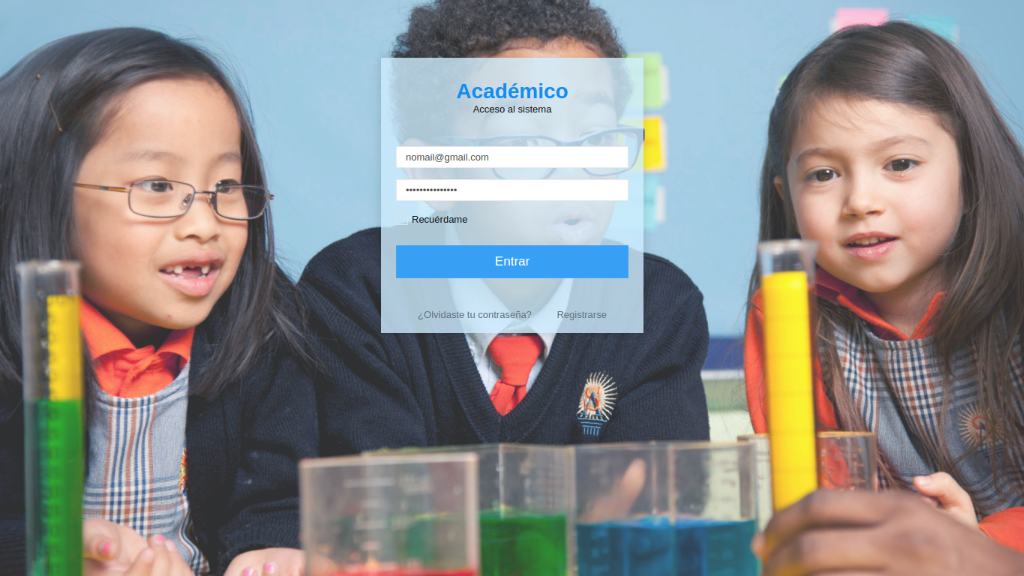 Académico
Acceso al sistema
nomail@gmail.com
•••••••••••••••
Recuérdame
Entrar
¿Olvidaste tu contraseña? Registrarse